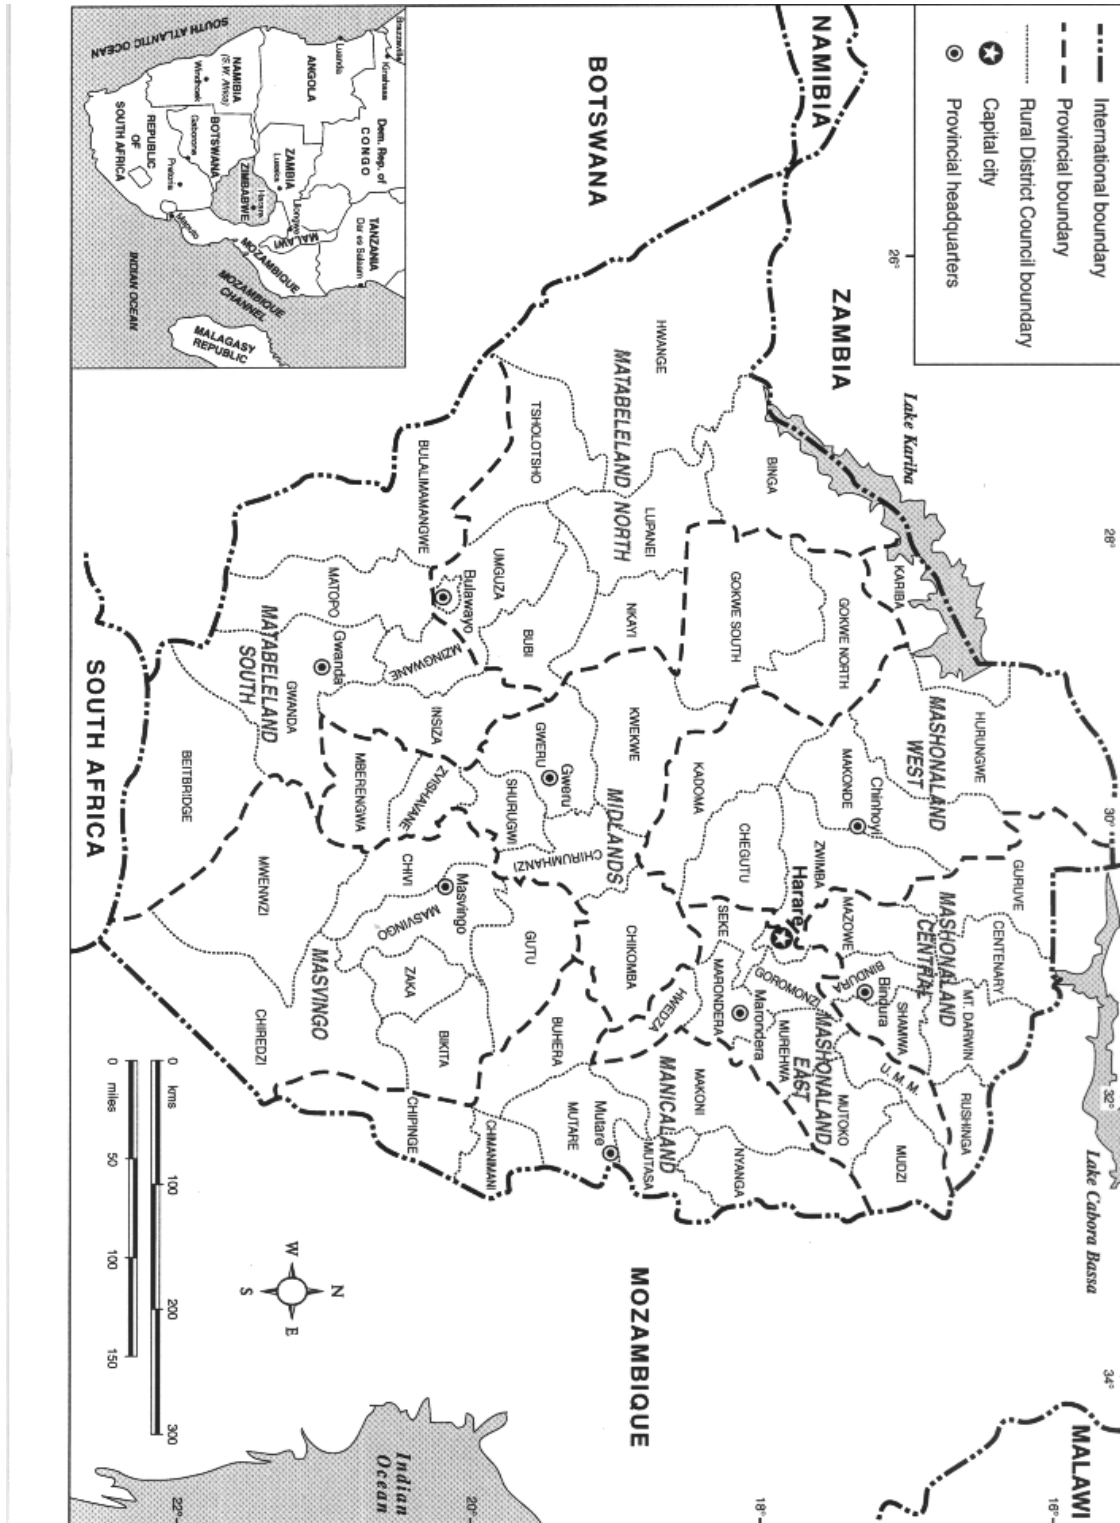 International boundary
Provincial boundary
Rural District Council boundary
Capital city
Provincial headquarters
26°
28°
30°
32°
34°
16°
18°
20°
22°
NAMIBIA
ZAMBIA
BOTSWANA
SOUTH AFRICA
MOZAMBIQUE
MALAWI
Lake Kariba
Lake Cabora Bassa
Indian
Ocean
MATABELELAND NORTH
HWANGE
BINGA
TSHOLOTSHO
LUPANEI
UMGUZA
NKAYI
BUBI
Bulawayo
MATABELELAND
SOUTH
BULALIMAMANGWE
MATOPO
Gwanda
GWANDA
MZINGWANE
INSIZA
BEITBRIDGE
MIDLANDS
GOKWE NORTH
GOKWE SOUTH
KWEKWE
GWERU
Gweru
SHURUGWI
CHIRUMHANZI
ZVISHAVANE
MBERENGWA
MASHONALAND
WEST
KARIBA
HURUNGWE
MAKONDE
Chinhoyi
ZWIMBA
KADOMA
CHEGUTU
Harare
MASHONALAND
CENTRAL
GURUVE
CENTENARY
MT. DARWIN
RUSHINGA
MAZOWE
BINDURA
Bindura
SHAMWA
MASHONALAND
EAST
SEKE
GOROMONZI
MARONDERA
Marondera
MUREHWA
HWEDZA
CHIKOMBA
U. M. M.
MUTOKO
MUDZI
MANICALAND
MAKONI
NYANGA
MUTASA
MUTARE
Mutare
BUHERA
CHIMANIMANI
CHIPINGE
MASVINGO
GUTU
CHIVI
MASVINGO
Masvingo
ZAKA
BIKITA
MWENWZI
CHIREDZI
N
W
E
S
0
kms
100
200
300
0
miles
50
100
150
Brazzaville
Kinshasa
Dem. Rep. of
CONGO
TANZANIA
Dar es Salaam
Luanda
ANGOLA
ZAMBIA
Lusaka
Lilongwe
MALAWI
NAMIBIA
(S.W. Africa)
Windhoek
BOTSWANA
Gaborone
ZIMBABWE
Harare
MOZAMBIQUE
MOZAMBIQUE
CHANNEL
Pretoria
Maputo
REPUBLIC
OF
SOUTH AFRICA
MALAGASY
REPUBLIC
SOUTH ATLANTIC OCEAN
INDIAN OCEAN